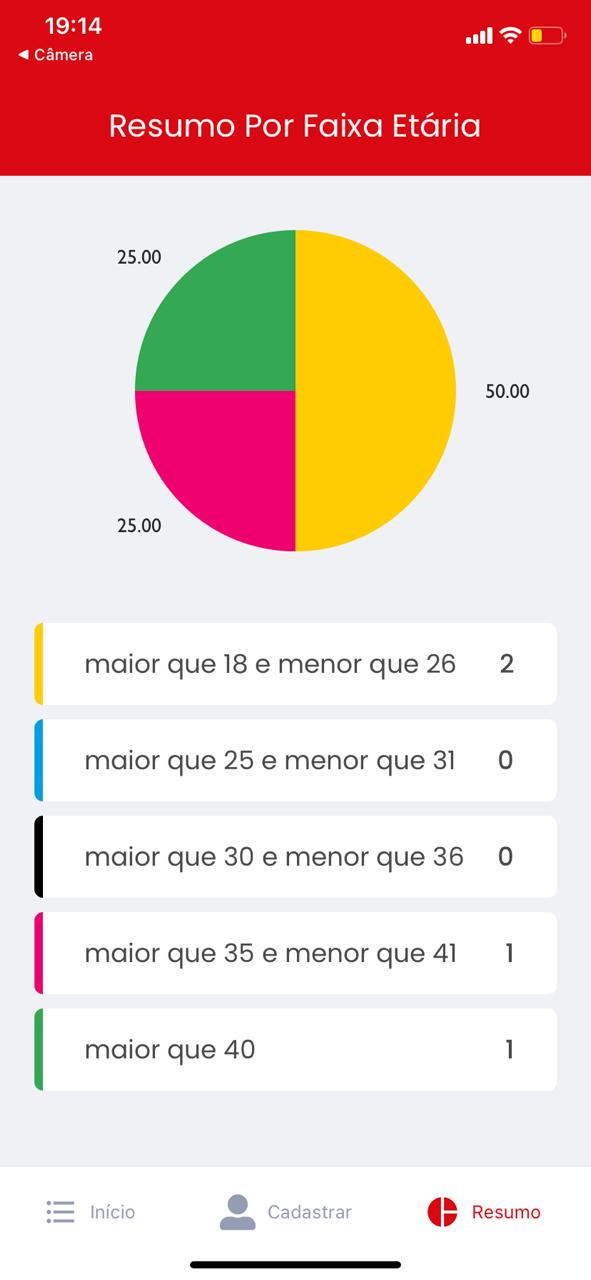 19:14
◀ Câmera
Resumo Por Faixa Etária
25.00
50.00
25.00
maior que 18 e menor que 26 2
maior que 25 e menor que 31 0
maior que 30 e menor que 36 0
maior que 35 e menor que 41 1
maior que 40 1
Início Cadastrar Resumo